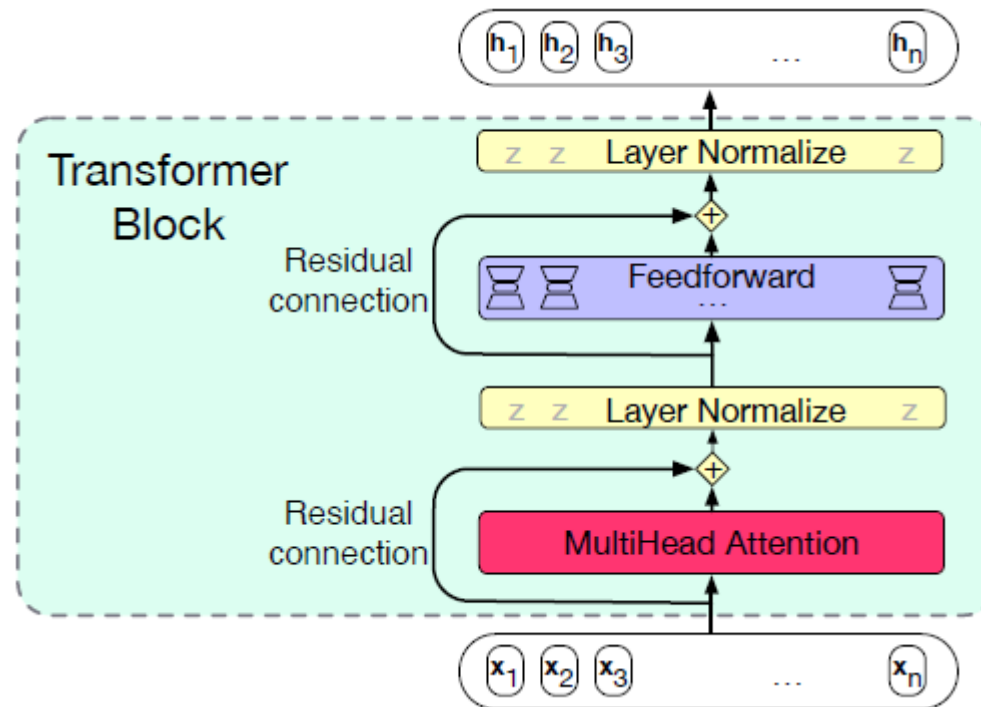 h1 h2 h3 ... hn
z z Layer Normalize z
Transformer
Block
+
Residual
connection
Feedforward
...
z z Layer Normalize z
+
Residual
connection
MultiHead Attention
x1 x2 x3 ... xn